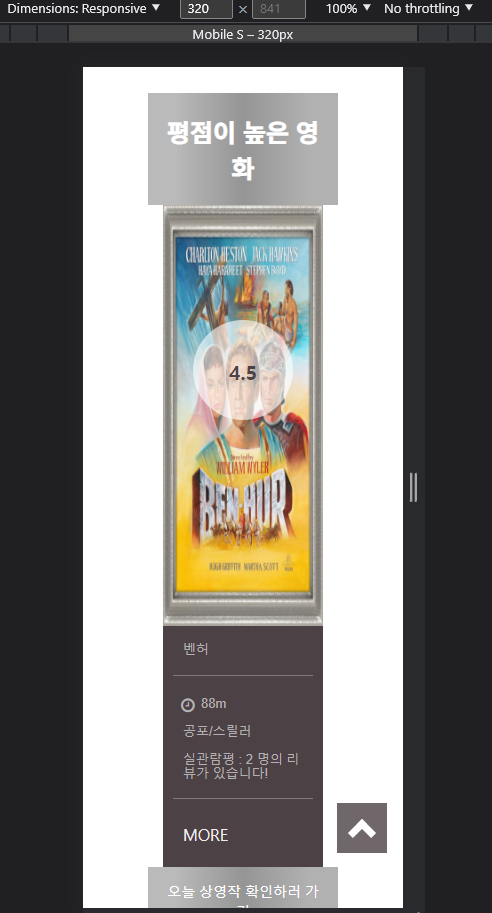 Dimensions: Responsive ▼ 320 × 841 100% ▼ No throttling ▼
Mobile S – 320px
평점이 높은 영
화
CHARLTON HESTON JACK HAWKINS
HAYA HARAREET STEPHEN BOYD
4.5
Directed by
WILLIAM WYLER
BEN-HUR
HUGH GRIFFITH MARTHA SCOTT
벤허
88m
공포/스릴러
실관람평 : 2 명의 리
뷰가 있습니다!
MORE
오늘 상영작 확인하러 가